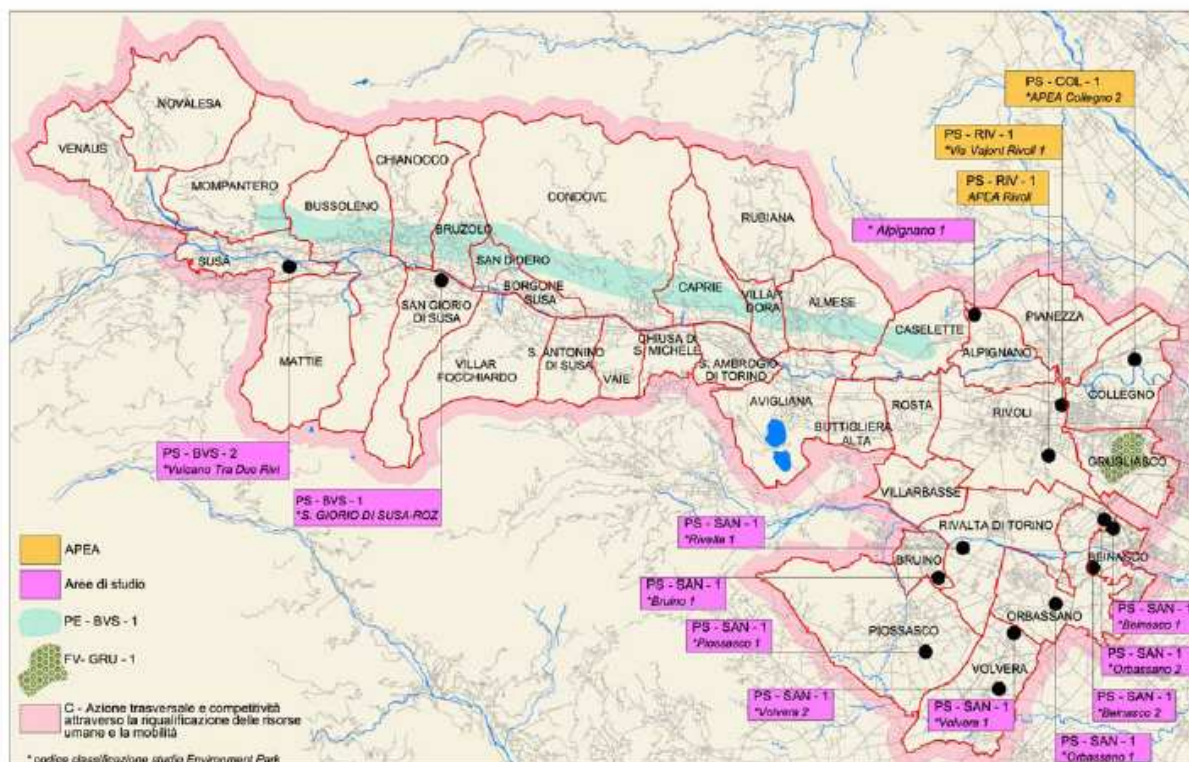 PS - COL - 1
*APEA Collegno 2
PS - RIV - 1
*Via Vajont Rivoli 1
PS - RIV - 1
APEA Rivoli
* Alpignano 1
NOVALESA
VENAUS
MOMPANTERO
BUSSOLENO
CHIANOCCO
BRUZOLO
CONDOVE
RUBIANA
SUSA
SAN DIDERO
BORGONE
SUSA
CAPRIE
VILLAR
DORA
ALMESE
CASELETTE
PIANEZZA
ALPIGNANO
COLLEGNO
MATTIE
SAN GIORIO
DI SUSA
VILLAR
FOCCHIARDO
S. ANTONINO
DI SUSA
VAIE
CHIUSA DI
S. MICHELE
S. AMBROGIO
DI TORINO
AVIGLIANA
BUTTIGLIERA
ALTA
ROSTA
RIVOLI
GRUGLIASCO
VILLARBASSE
RIVALTA DI TORINO
BRUINO
BEINASCO
ORBASSANO
PIOSSASCO
VOLVERA
PS - BVS - 2
*Vulcano Tra Due Rivi
PS - BVS - 1
*S. GIORIO DI SUSA-ROZ
PS - SAN - 1
*Rivalta 1
PS - SAN - 1
*Bruino 1
PS - SAN - 1
*Piossasco 1
PS - SAN - 1
*Volvera 2
PS - SAN - 1
*Volvera 1
PS - SAN - 1
*Beinasco 1
PS - SAN - 1
*Orbassano 2
PS - SAN - 1
*Beinasco 2
PS - SAN - 1
*Orbassano 1
APEA
Aree di studio
PE - BVS - 1
FV- GRU - 1
C - Azione trasversale e competitività
attraverso la riqualificazione delle risorse
umane e la mobilità
* codice classificazione studio Environment Park